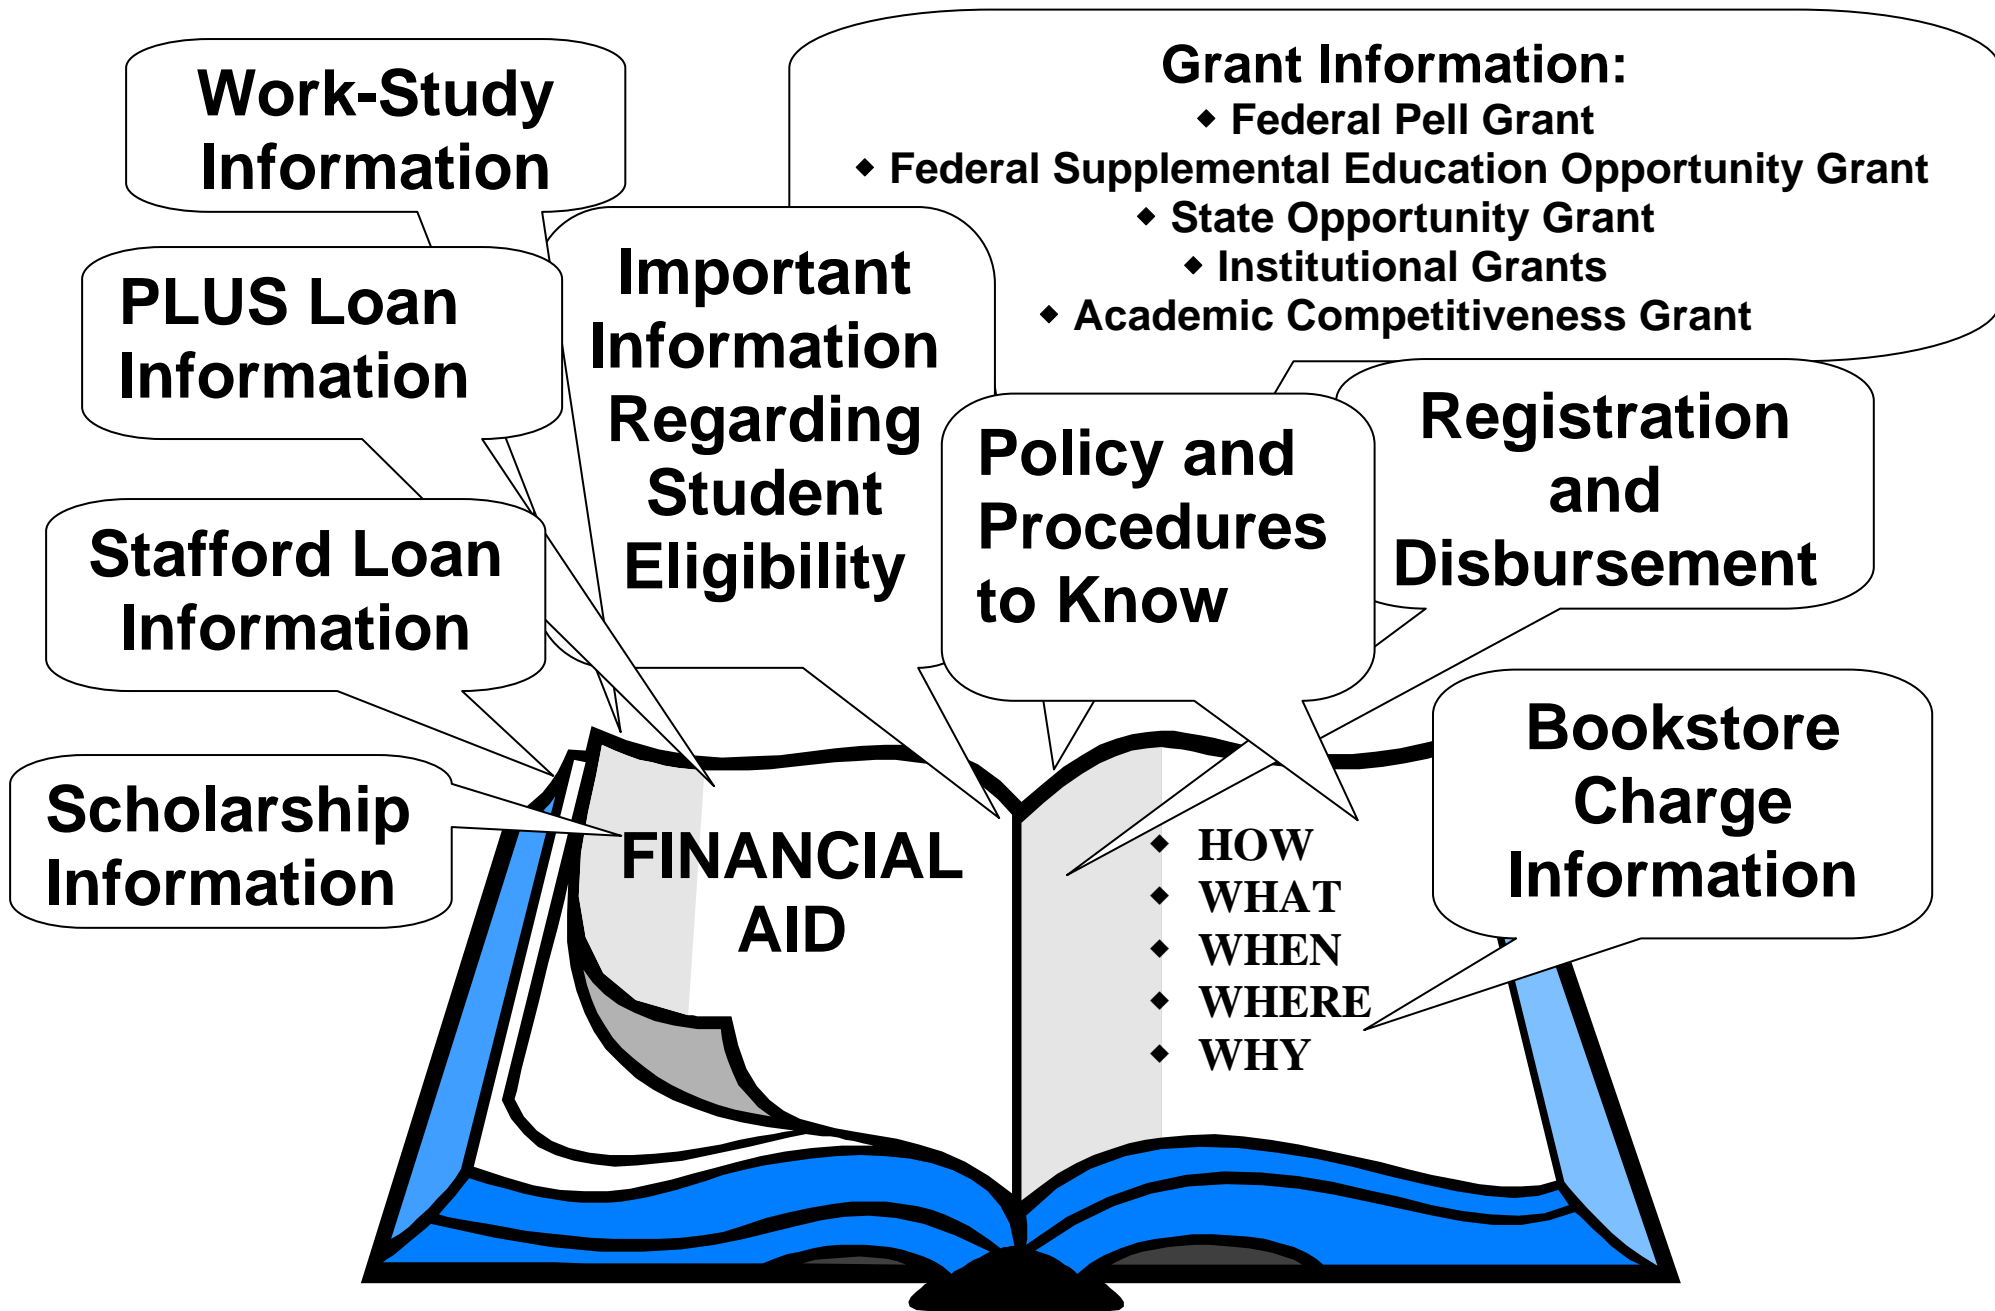 Work-Study
Information
Grant Information:
◆ Federal Pell Grant
◆ Federal Supplemental Education Opportunity Grant
◆ State Opportunity Grant
◆ Institutional Grants
◆ Academic Competitiveness Grant
PLUS Loan
Information
Important
Information
Regarding
Student
Eligibility
Policy and
Procedures
to Know
Registration
and
Disbursement
Stafford Loan
Information
Scholarship
Information
Bookstore
Charge
Information
FINANCIAL
AID
◆ HOW
◆ WHAT
◆ WHEN
◆ WHERE
◆ WHY